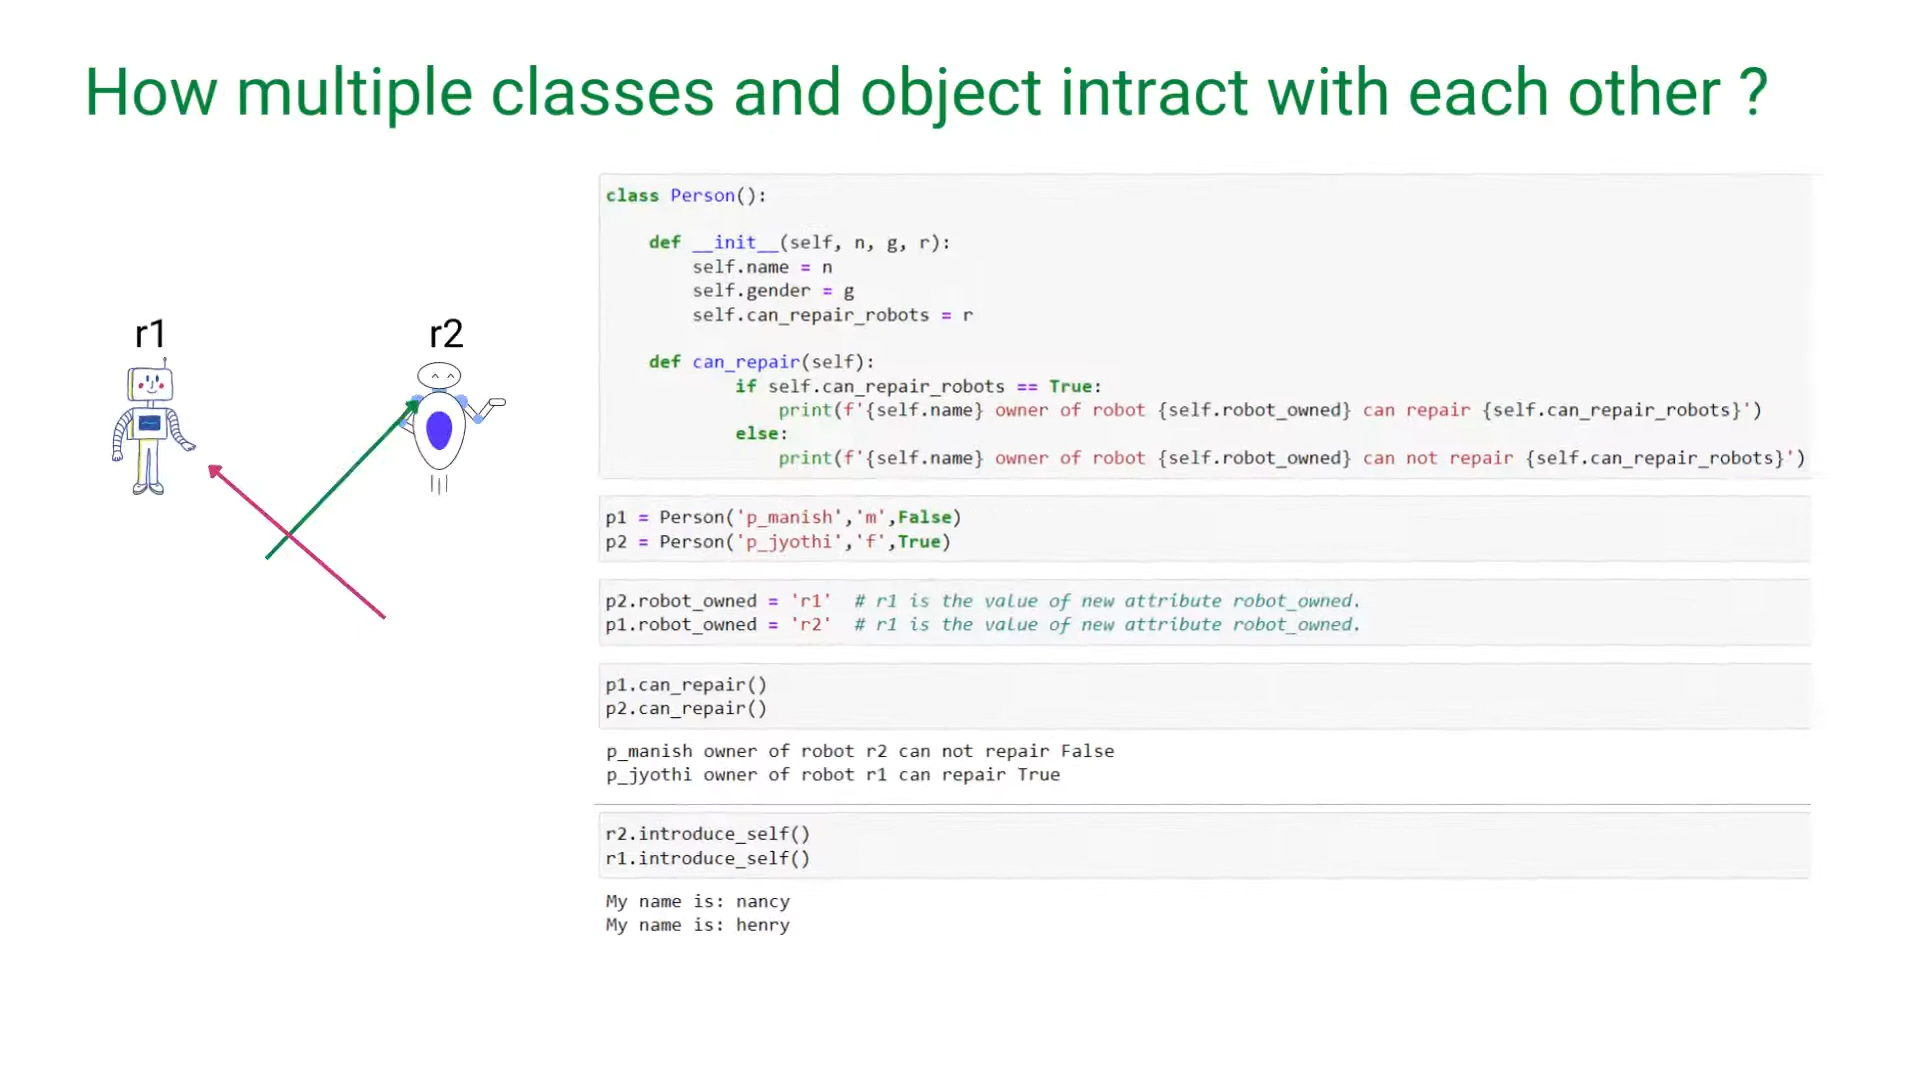 How multiple classes and object intract with each other ?
r1
r2
class Person():
    def __init__(self, n, g, r):
        self.name = n
        self.gender = g
        self.can_repair_robots = r
    def can_repair(self):
            if self.can_repair_robots == True:
                print(f'{self.name} owner of robot {self.robot_owned} can repair {self.can_repair_robots}')
            else:
                print(f'{self.name} owner of robot {self.robot_owned} can not repair {self.can_repair_robots}')
p1 = Person('p_manish','m',False)
p2 = Person('p_jyothi','f',True)
p2.robot_owned = 'r1'  # r1 is the value of new attribute robot_owned.
p1.robot_owned = 'r2'  # r1 is the value of new attribute robot_owned.
p1.can_repair()
p2.can_repair()
p_manish owner of robot r2 can not repair False
p_jyothi owner of robot r1 can repair True
r2.introduce_self()
r1.introduce_self()
My name is: nancy
My name is: henry